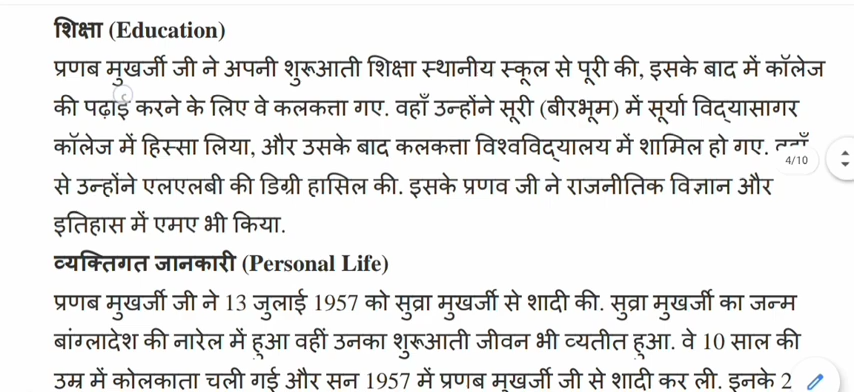 शिक्षा (Education)
प्रणब मुखर्जी जी ने अपनी शुरूआती शिक्षा स्थानीय स्कूल से पूरी की, इसके बाद में कॉलेज
की पढ़ाई करने के लिए वे कलकत्ता गए. वहाँ उन्होंने सूरी (बीरभूम) में सूर्या विद्यासागर
कॉलेज में हिस्सा लिया, और उसके बाद कलकत्ता विश्वविद्यालय में शामिल हो गए.
4/10
से उन्होंने एलएलबी की डिग्री हासिल की. इसके प्रणव जी ने राजनीतिक विज्ञान और
इतिहास में एमए भी किया.
व्यक्तिगत जानकारी (Personal Life)
प्रणब मुखर्जी जी ने 13 जुलाई 1957 को सुव्रा मुखर्जी से शादी की. सुव्रा मुखर्जी का जन्म
बांग्लादेश की नारेल में हुआ वहीं उनका शुरूआती जीवन भी व्यतीत हुआ. वे 10 साल की
उम्र में कोलकाता चली गई और सन 1957 में प्रणब मुखर्जी जी से शादी कर ली. इनके 2